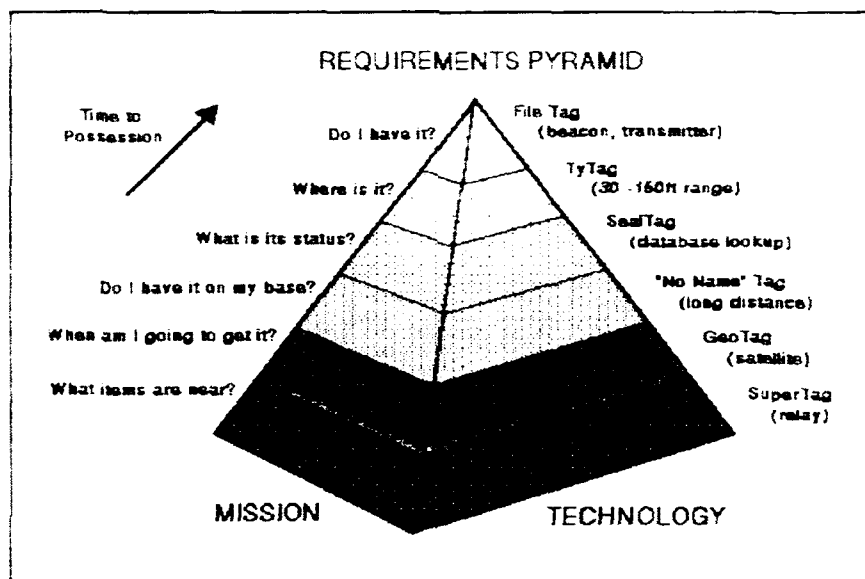 REQUIREMENTS PYRAMID
Time to
Possession
Do I have it?
Where is it?
What is its status?
Do I have it on my base?
When am I going to get it?
What items are near?
File Tag
(beacon, transmitter)
TyTag
(30 -150ft range)
SealTag
(database lookup)
"No Name" Tag
(long distance)
GeoTag
(satellite)
SuperTag
(relay)
MISSION
TECHNOLOGY